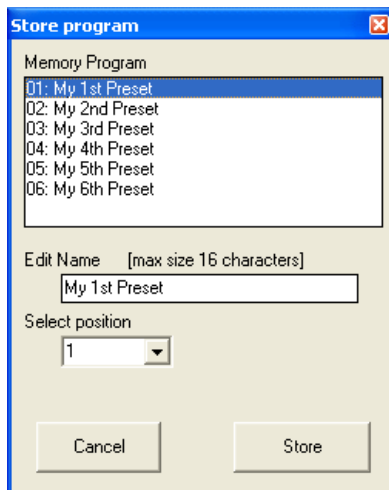 Store program
Memory Program
01: My 1st Preset
02: My 2nd Preset
03: My 3rd Preset
04: My 4th Preset
05: My 5th Preset
06: My 6th Preset
Edit Name [max size 16 characters]
My 1st Preset
Select position
1
Cancel Store